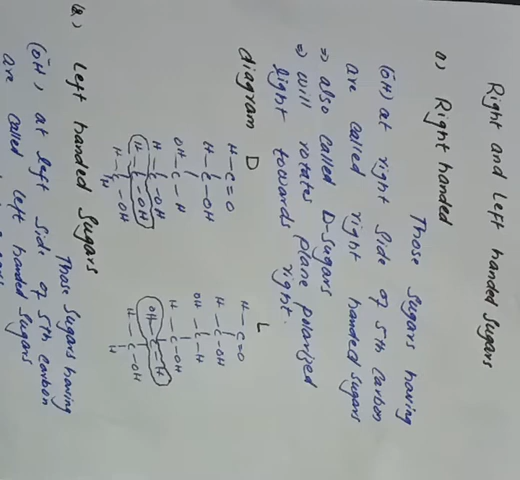 Right and Left handed Sugars
a) Right handed
Those sugars having
(ōH) at right side of 5th carbon
are called right handed sugars
⇒ also called D-sugars
⇒ will rotates plane polarized
light towards right.
diagram D L
H-C=O H-C=O
H-C-OH H-C-OH
OH-C-H OH-C-H
H-C-OH H-C-OH
H-C-OH OH-C-H
H-C-OH H-C-OH
H H
Left handed Sugars
Those sugars having
(ōH) at left side of 5th carbon
are called left handed sugars